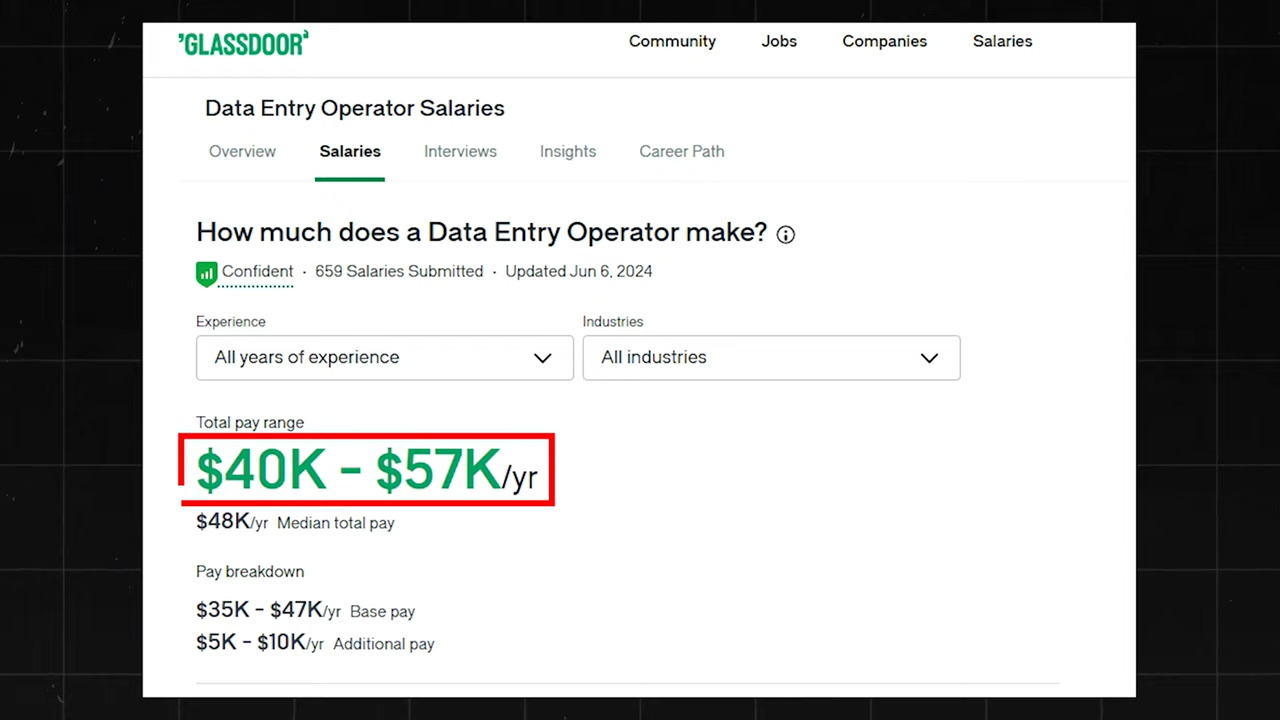 GLASSDOOR
Community Jobs Companies Salaries
Data Entry Operator Salaries
Overview Salaries Interviews Insights Career Path
How much does a Data Entry Operator make?
Confident · 659 Salaries Submitted · Updated Jun 6, 2024
Experience Industries
All years of experience All industries
Total pay range
$40K - $57K/yr
$48K/yr Median total pay
Pay breakdown
$35K - $47K/yr Base pay
$5K - $10K/yr Additional pay